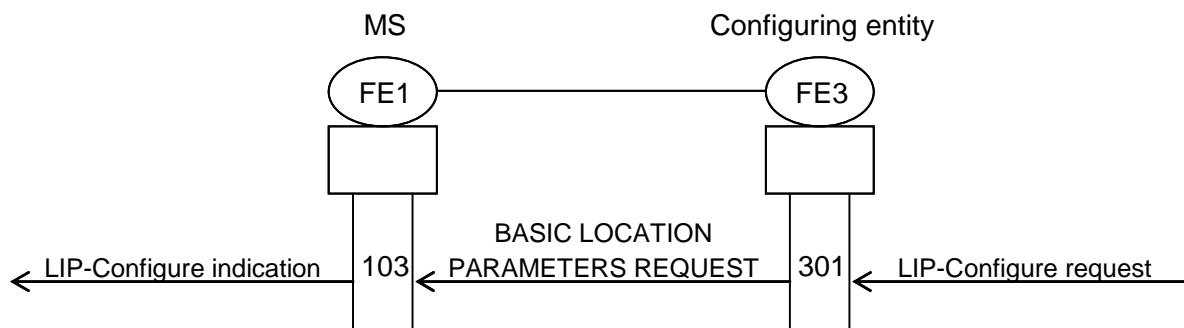 MS
Configuring entity
FE1
FE3
BASIC LOCATION
LIP-Configure indication
103
PARAMETERS REQUEST
301
LIP-Configure request